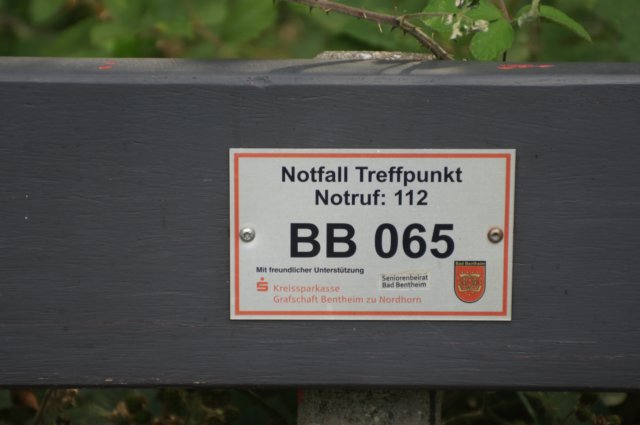 Notfall Treffpunkt
Notruf: 112
BB 065
Mit freundlicher Unterstützung
Kreissparkasse
Grafschaft Bentheim zu Nordhorn
Seniorenbeirat
Bad Bentheim
Bad Bentheim